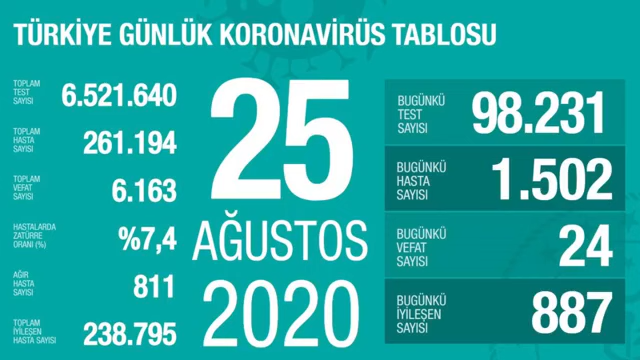 TÜRKİYE GÜNLÜK KORONAVİRÜS TABLOSU
TOPLAM
TEST
SAYISI
6.521.640
TOPLAM
HASTA
SAYISI
261.194
TOPLAM
VEFAT
SAYISI
6.163
HASTALARDA
ZATÜRRE
ORANI (%)
%7,4
AĞIR
HASTA
SAYISI
811
TOPLAM
İYİLEŞEN
HASTA SAYISI
238.795
25
AĞUSTOS
2020
BUGÜNKÜ
TEST
SAYISI
98.231
BUGÜNKÜ
HASTA
SAYISI
1.502
BUGÜNKÜ
VEFAT
SAYISI
24
BUGÜNKÜ
İYİLEŞEN
SAYISI
887